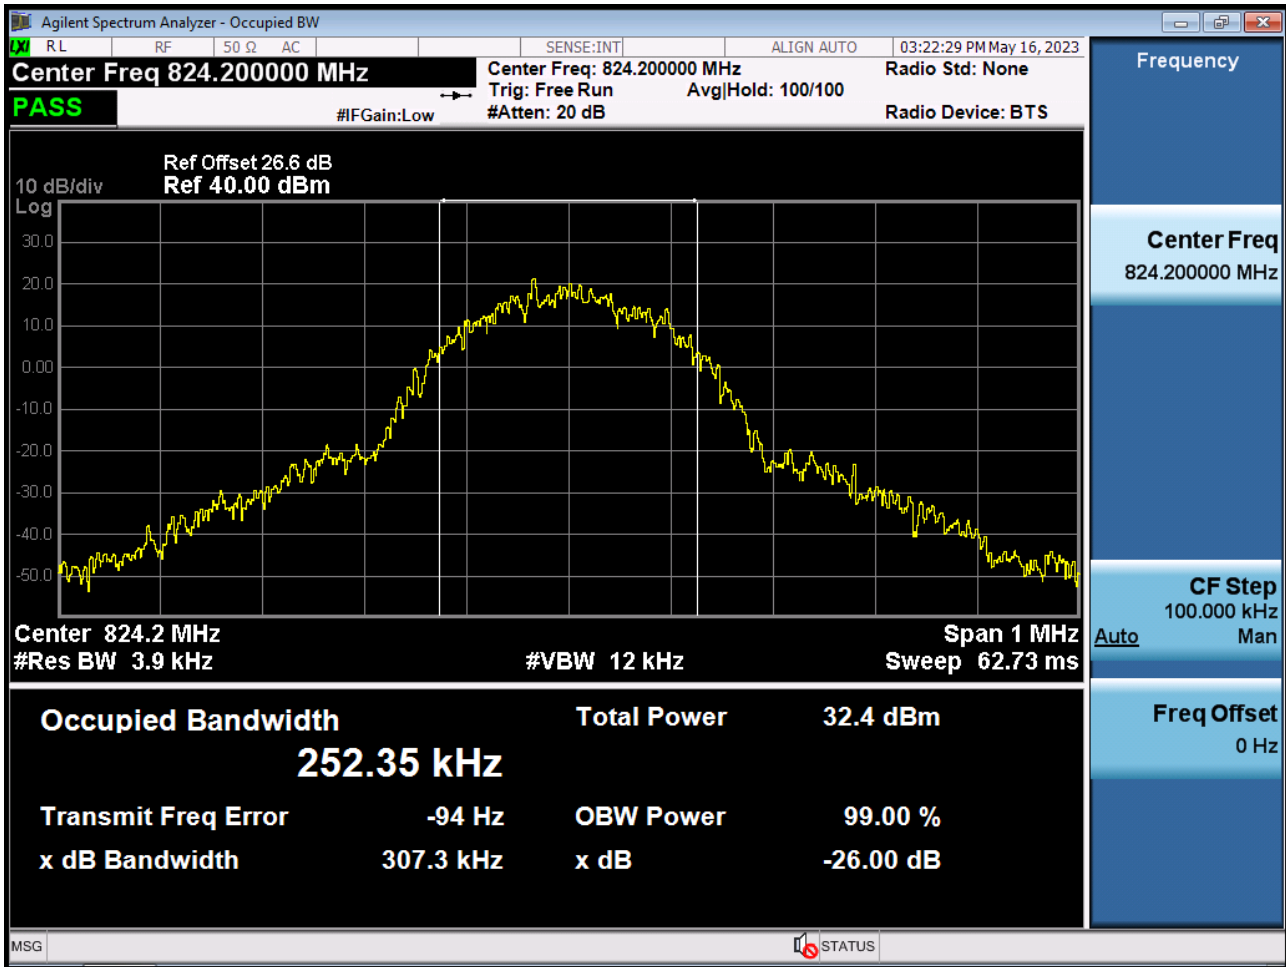 Agilent Spectrum Analyzer - Occupied BW
LXI RL RF 50 Ω AC SENSE:INT ALIGN AUTO 03:22:29 PM May 16, 2023
Center Freq 824.200000 MHz
Center Freq: 824.200000 MHz
Radio Std: None
Trig: Free Run Avg|Hold: 100/100
PASS
#IFGain:Low
#Atten: 20 dB
Radio Device: BTS
Ref Offset 26.6 dB
10 dB/div Ref 40.00 dBm
Log
30.0
20.0
10.0
0.00
-10.0
-20.0
-30.0
-40.0
-50.0
Center 824.2 MHz Span 1 MHz
#Res BW 3.9 kHz #VBW 12 kHz Sweep 62.73 ms
Occupied Bandwidth Total Power 32.4 dBm
252.35 kHz
Transmit Freq Error -94 Hz OBW Power 99.00 %
x dB Bandwidth 307.3 kHz x dB -26.00 dB
MSG STATUS
Frequency
Center Freq
824.200000 MHz
CF Step
100.000 kHz
Auto Man
Freq Offset
0 Hz